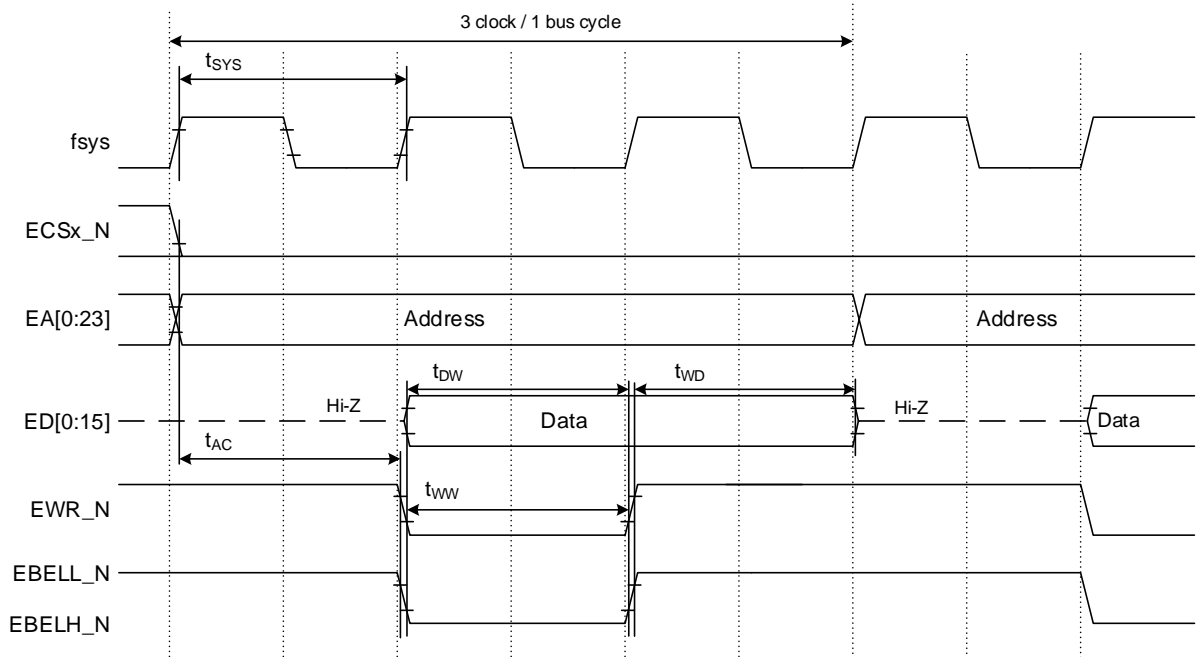 3 clock / 1 bus cycle
tSYS
fsys
ECSx_N
EA[0:23]
Address
Address
tDW
tWD
ED[0:15]
Hi-Z
Data
Hi-Z
Data
tAC
tWW
EWR_N
EBELL_N
EBELH_N